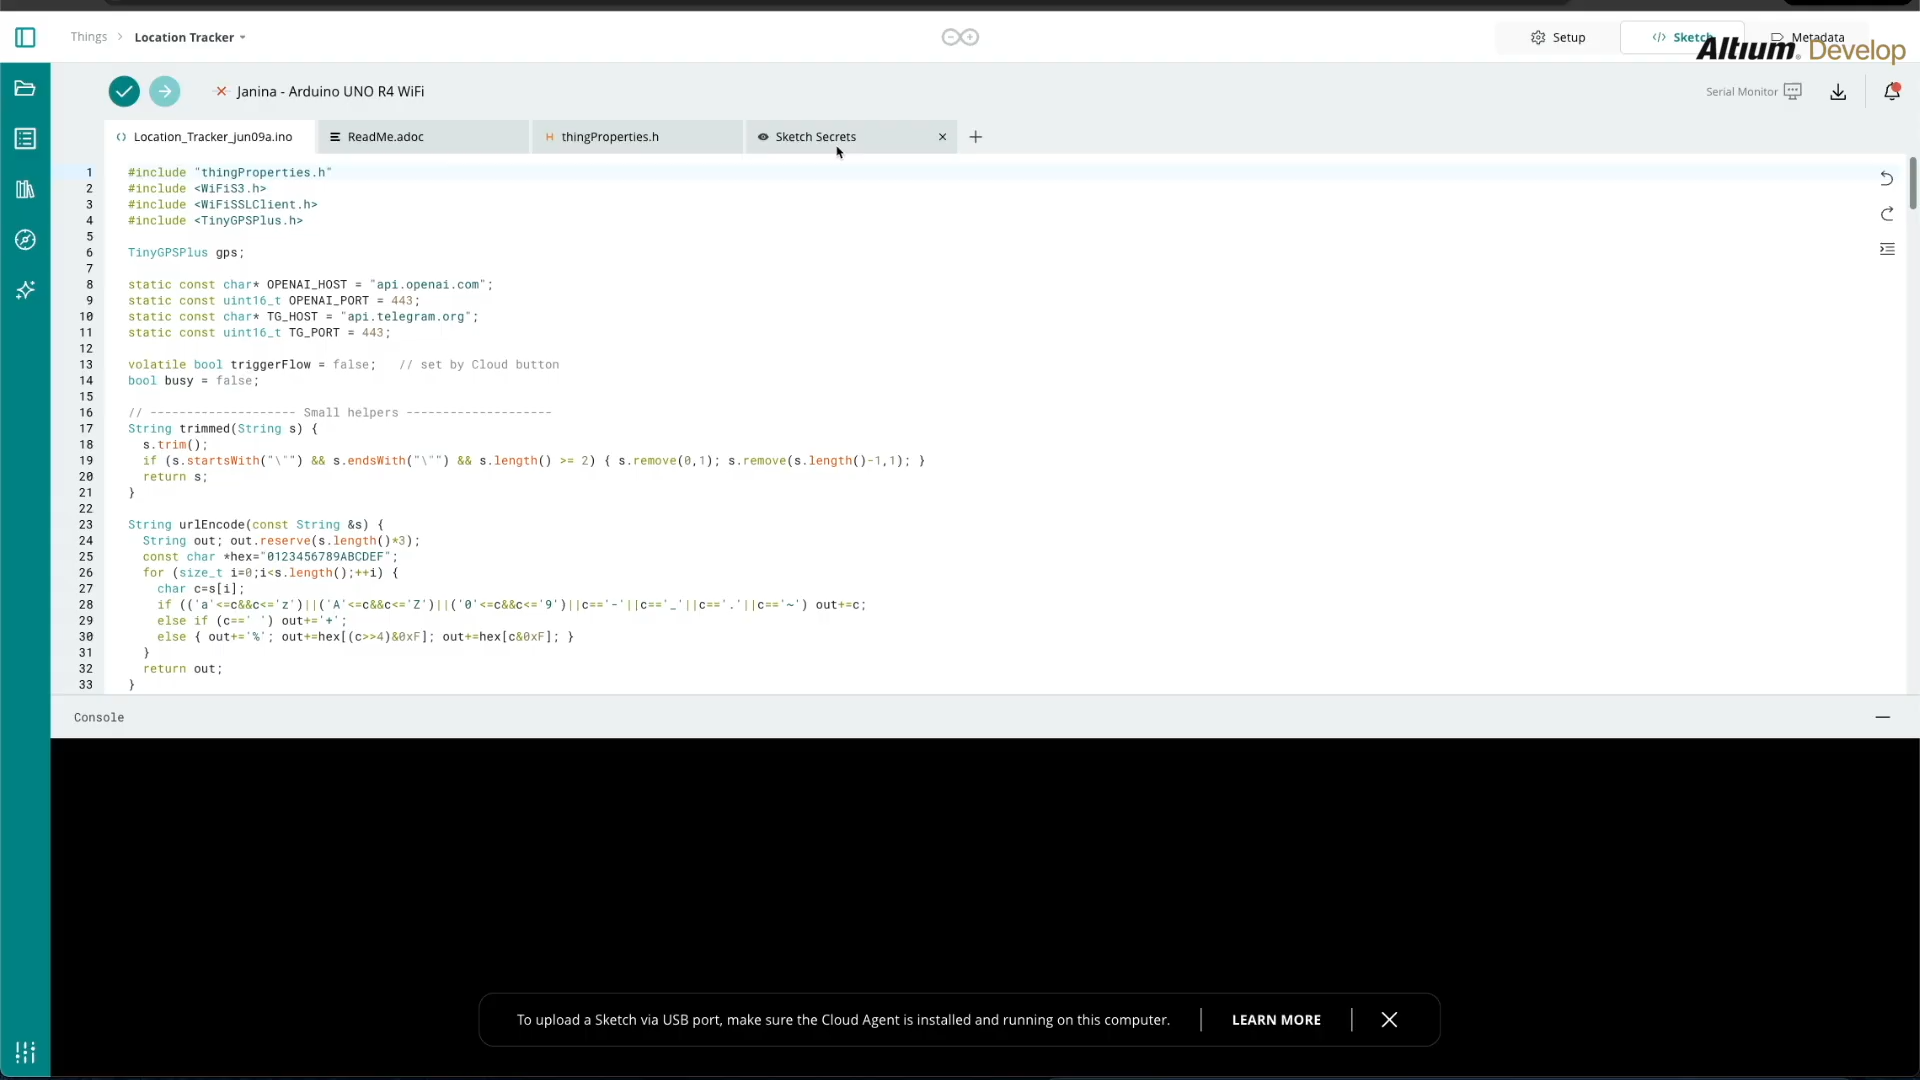 Things > Location Tracker
Setup
</> Sketch
Metadata
Altıum. Develop
Janina - Arduino UNO R4 WiFi
Serial Monitor
Location_Tracker_jun09a.ino
ReadMe.adoc
H thingProperties.h
Sketch Secrets
1 #include "thingProperties.h"
2 #include <WiFiS3.h>
3 #include <WiFiSSLClient.h>
4 #include <TinyGPSPlus.h>
5
6 TinyGPSPlus gps;
7
8 static const char* OPENAI_HOST = "api.openai.com";
9 static const uint16_t OPENAI_PORT = 443;
10 static const char* TG_HOST = "api.telegram.org";
11 static const uint16_t TG_PORT = 443;
12
13 volatile bool triggerFlow = false;   // set by Cloud button
14 bool busy = false;
15
16 // -------------------- Small helpers --------------------
17 String trimmed(String s) {
18   s.trim();
19   if (s.startsWith("\"") && s.endsWith("\"") && s.length() >= 2) { s.remove(0,1); s.remove(s.length()-1,1); }
20   return s;
21 }
22
23 String urlEncode(const String &s) {
24   String out; out.reserve(s.length()*3);
25   const char *hex="0123456789ABCDEF";
26   for (size_t i=0;i<s.length();++i) {
27     char c=s[i];
28     if (('a'<=c&&c<='z')||('A'<=c&&c<='Z')||('0'<=c&&c<='9')||c=='-'||c=='_'||c=='.'||c=='~') out+=c;
29     else if (c==' ') out+='+';
30     else { out+='%'; out+=hex[(c>>4)&0xF]; out+=hex[c&0xF]; }
31   }
32   return out;
33 }
Console
To upload a Sketch via USB port, make sure the Cloud Agent is installed and running on this computer.
LEARN MORE